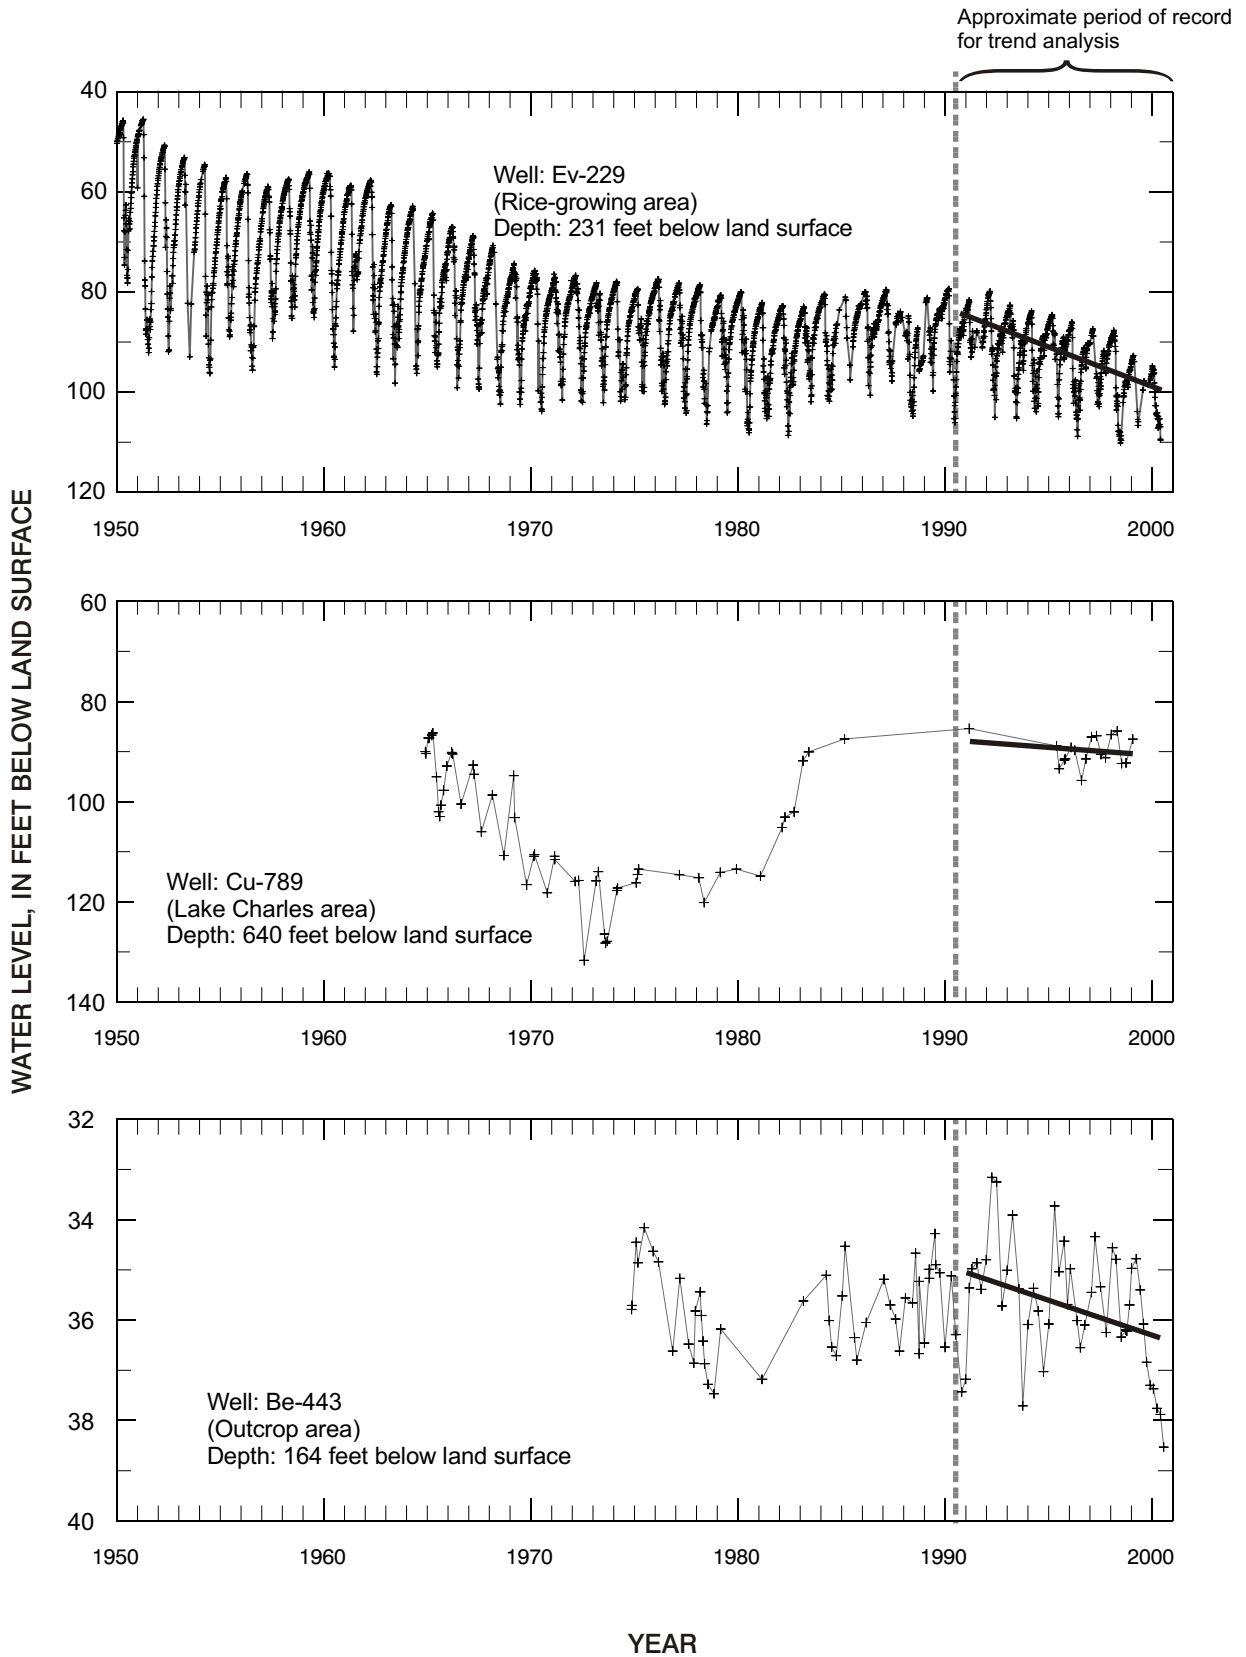 Approximate period of record
for trend analysis
WATER LEVEL, IN FEET BELOW LAND SURFACE
40
60
80
100
120
Well: Ev-229
(Rice-growing area)
Depth: 231 feet below land surface
1950
1960
1970
1980
1990
2000
60
80
100
120
140
Well: Cu-789
(Lake Charles area)
Depth: 640 feet below land surface
1950
1960
1970
1980
1990
2000
32
34
36
38
40
Well: Be-443
(Outcrop area)
Depth: 164 feet below land surface
1950
1960
1970
1980
1990
2000
YEAR